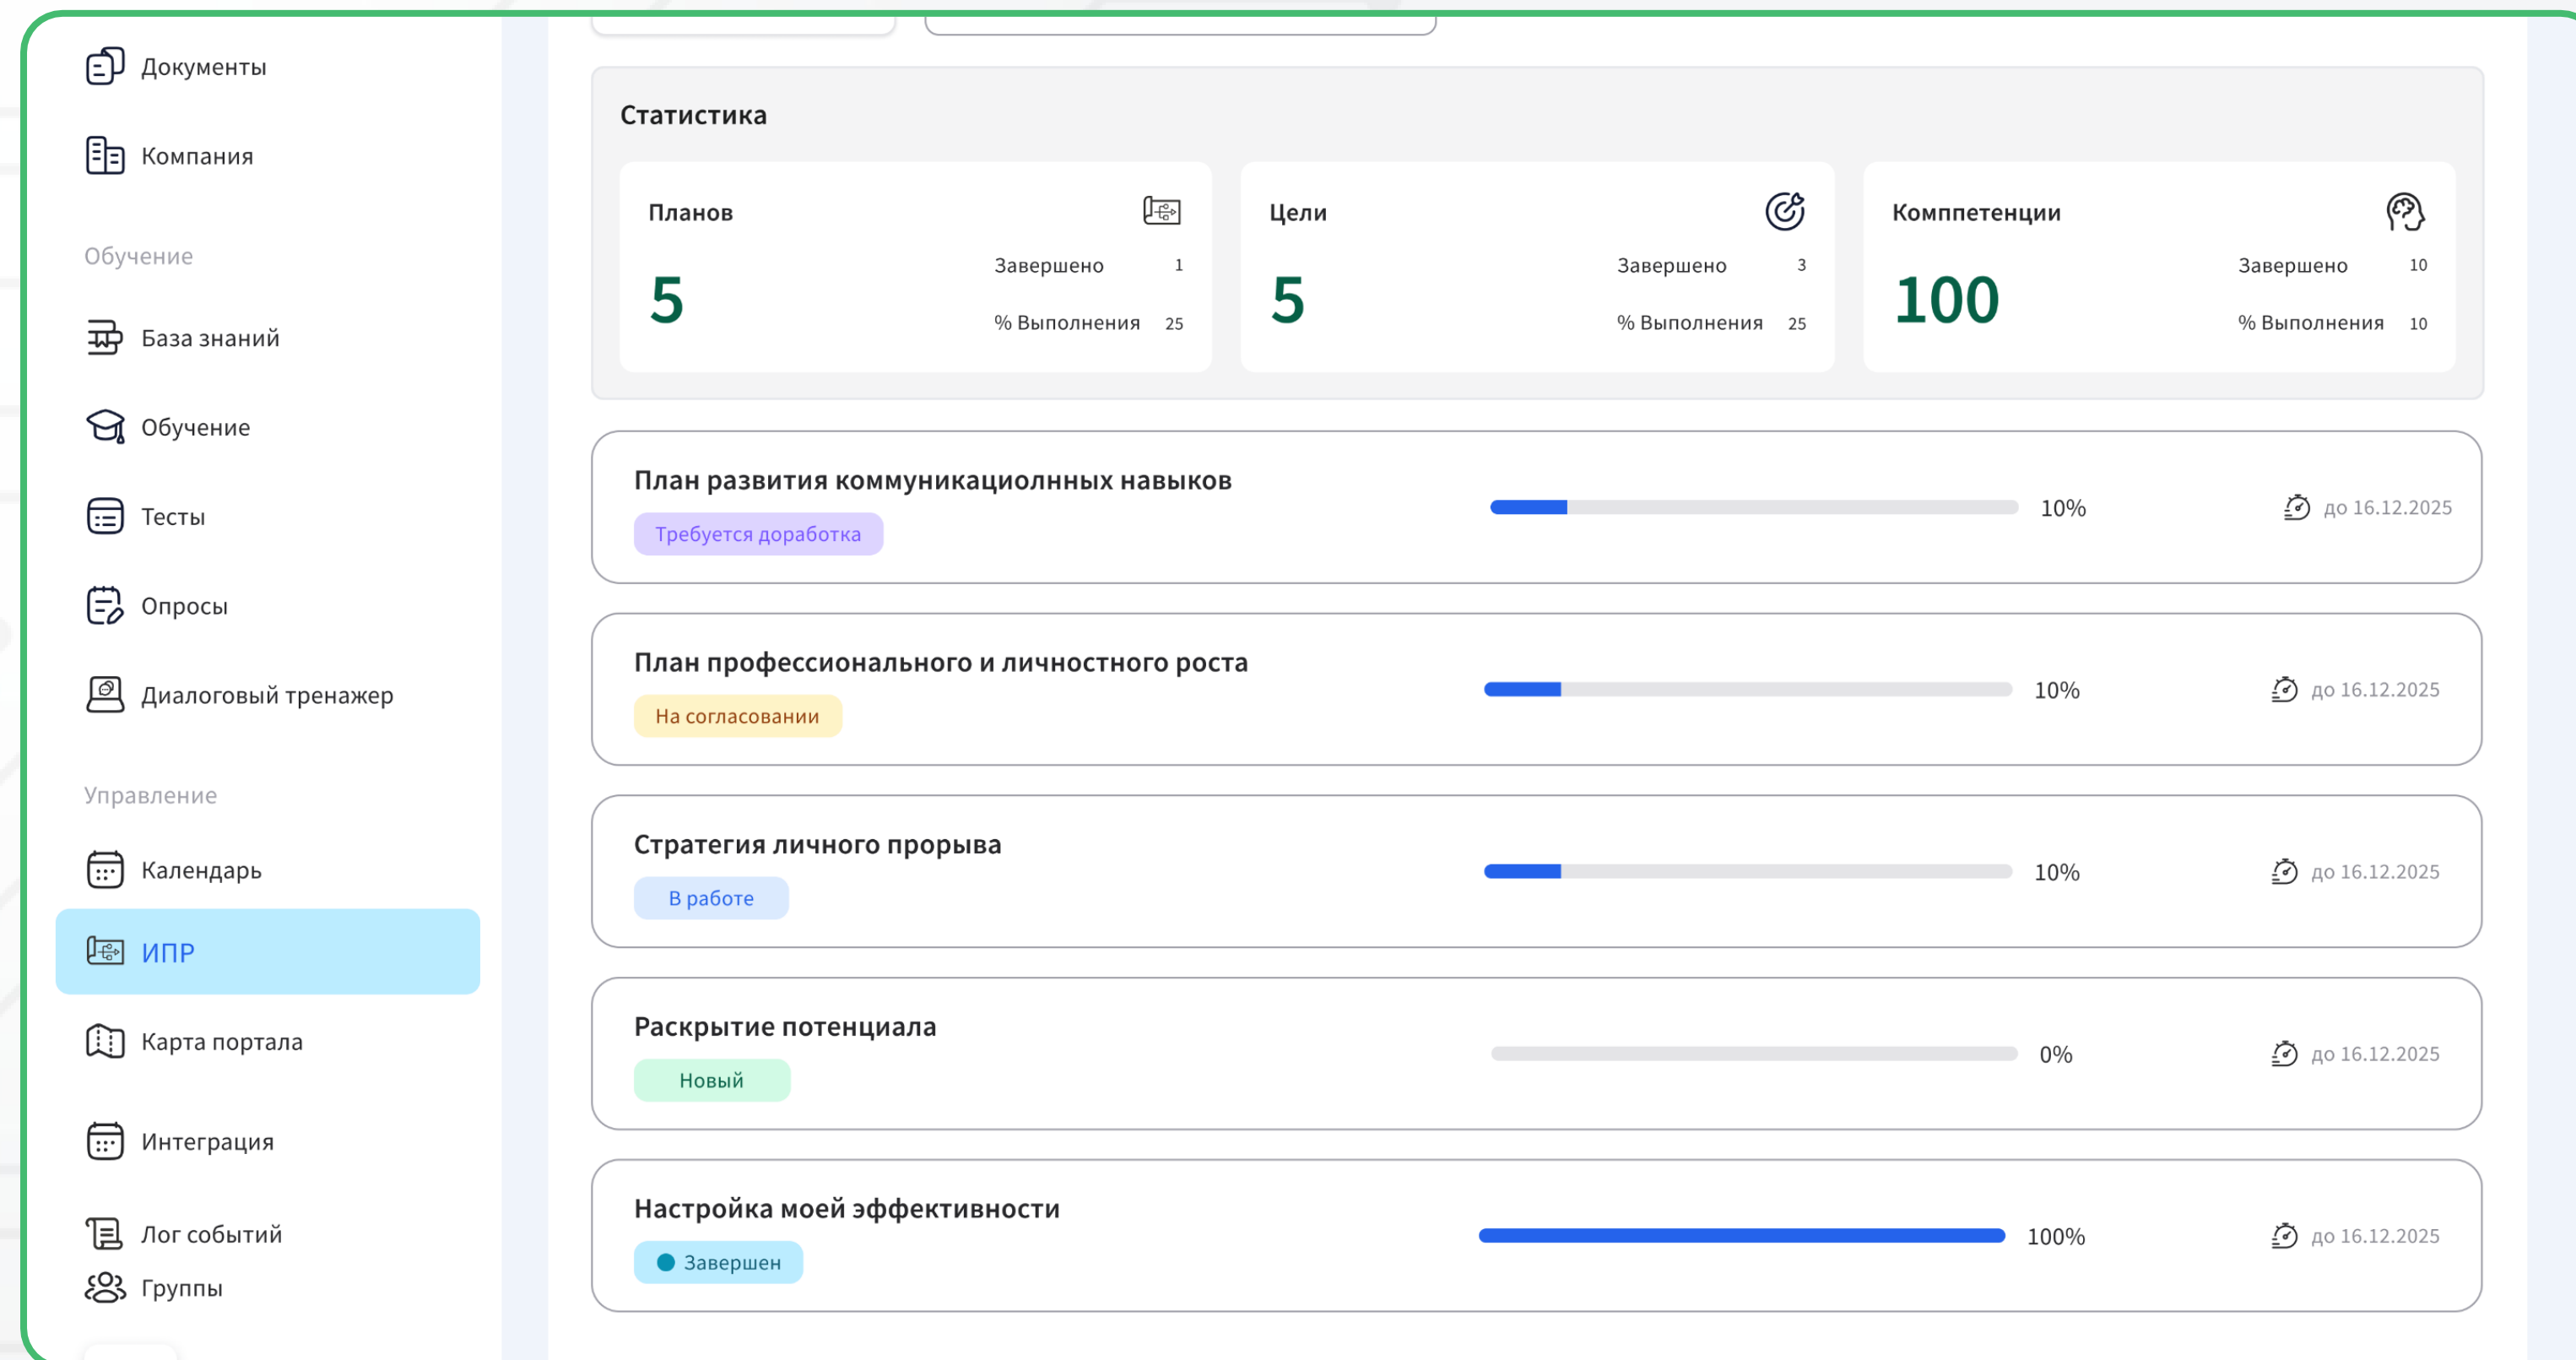 Документы
Компания
Обучение
База знаний
Обучение
Тесты
Опросы
Диалоговый тренажер
Управление
Календарь
ИПР
Карта портала
Интеграция
Лог событий
Группы
Статистика
Планов
5
Завершено 1
% Выполнения 25
Цели
5
Завершено 3
% Выполнения 25
Комппетенции
100
Завершено 10
% Выполнения 10
План развития коммуникациолнных навыков
Требуется доработка
10%
до 16.12.2025
План профессионального и личностного роста
На согласовании
10%
до 16.12.2025
Стратегия личного прорыва
В работе
10%
до 16.12.2025
Раскрытие потенциала
Новый
0%
до 16.12.2025
Настройка моей эффективности
Завершен
100%
до 16.12.2025